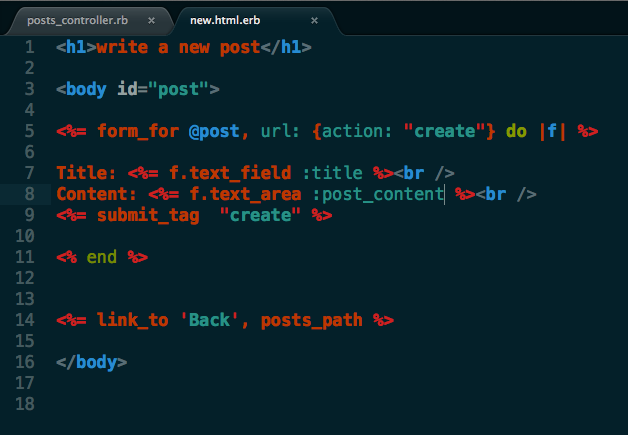 posts_controller.rb × new.html.erb ×
1 <h1>write a new post</h1>
2
3 <body id="post">
4
5 <%= form_for @post, url: {action: "create"} do |f| %>
6
7 Title: <%= f.text_field :title %><br />
8 Content: <%= f.text_area :post_content %><br />
9 <%= submit_tag  "create" %>
10
11 <% end %>
12
13
14 <%= link_to 'Back', posts_path %>
15
16 </body>
17
18